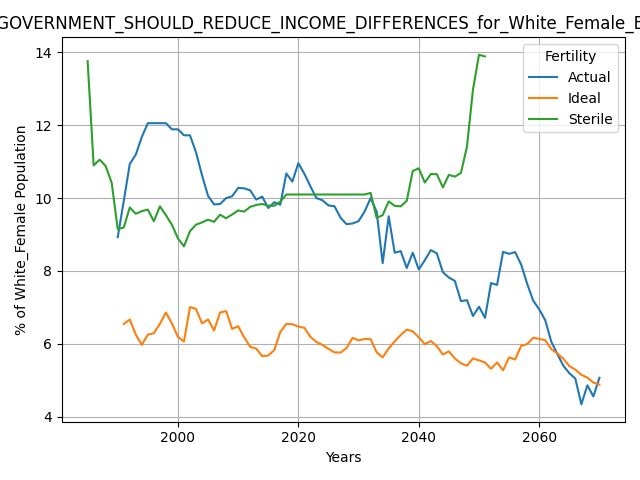 GOVERNMENT_SHOULD_REDUCE_INCOME_DIFFERENCES_for_White_Female_E
14
12
10
8
6
4
% of White_Female Population
Fertility
Actual
Ideal
Sterile
2000
2020
2040
2060
Years